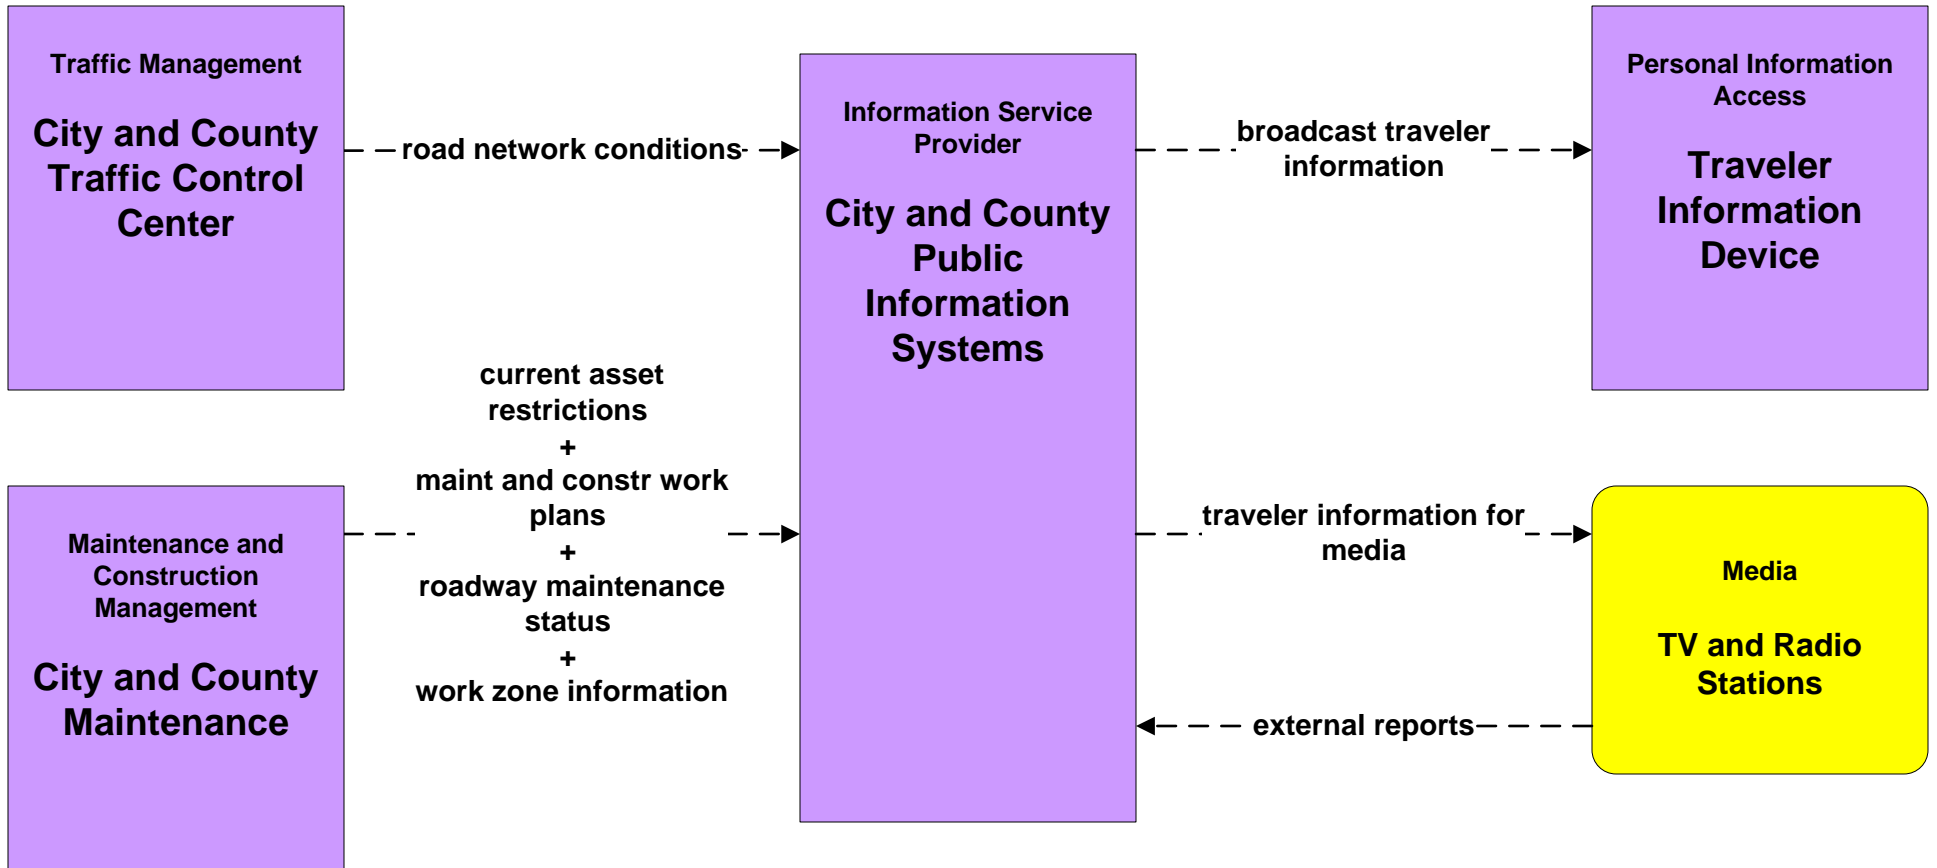 Traffic Management
City and County
Traffic Control
Center
road network conditions
Information Service
Provider
City and County
Public
Information
Systems
broadcast traveler
information
Personal Information
Access
Traveler
Information
Device
current asset
restrictions
+
maint and constr work
plans
+
roadway maintenance
status
+
work zone information
Maintenance and
Construction
Management
City and County
Maintenance
traveler information for
media
Media
TV and Radio
Stations
external reports